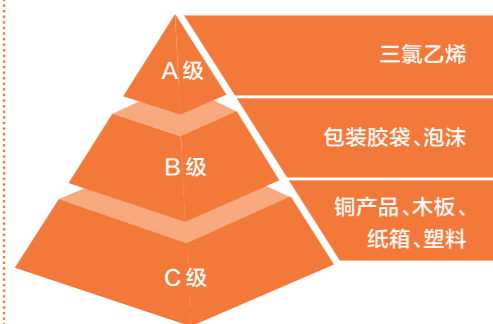 A级
三氯乙烯
B级
包装胶袋、泡沫
铜产品、木板、
纸箱、塑料
C级